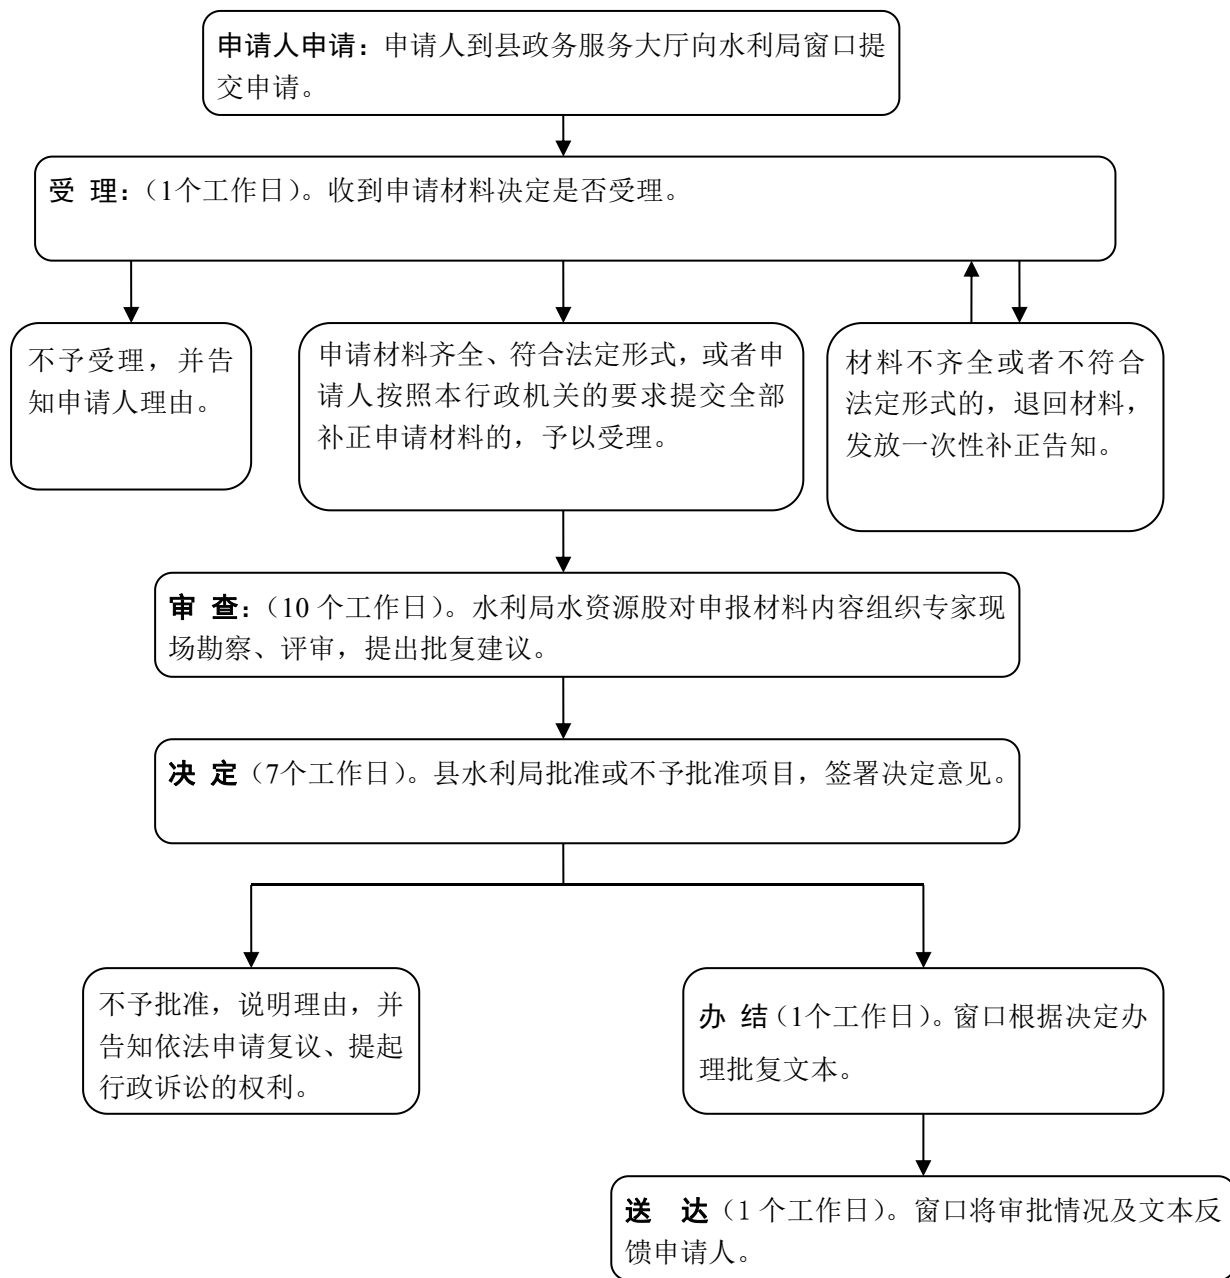 申请人申请：申请人到县政务服务大厅向水利局窗口提
交申请。
受 理：（1个工作日）。收到申请材料决定是否受理。
不予受理，并告
知申请人理由。
申请材料齐全、符合法定形式，或者申
请人按照本行政机关的要求提交全部
补正申请材料的，予以受理。
材料不齐全或者不符合
法定形式的，退回材料，
发放一次性补正告知。
审 查：（10 个工作日）。水利局水资源股对申报材料内容组织专家现
场勘察、评审，提出批复建议。
决 定（7个工作日）。县水利局批准或不予批准项目，签署决定意见。
不予批准，说明理由，并
告知依法申请复议、提起
行政诉讼的权利。
办 结（1个工作日）。窗口根据决定办
理批复文本。
送 达（1 个工作日）。窗口将审批情况及文本反
馈申请人。